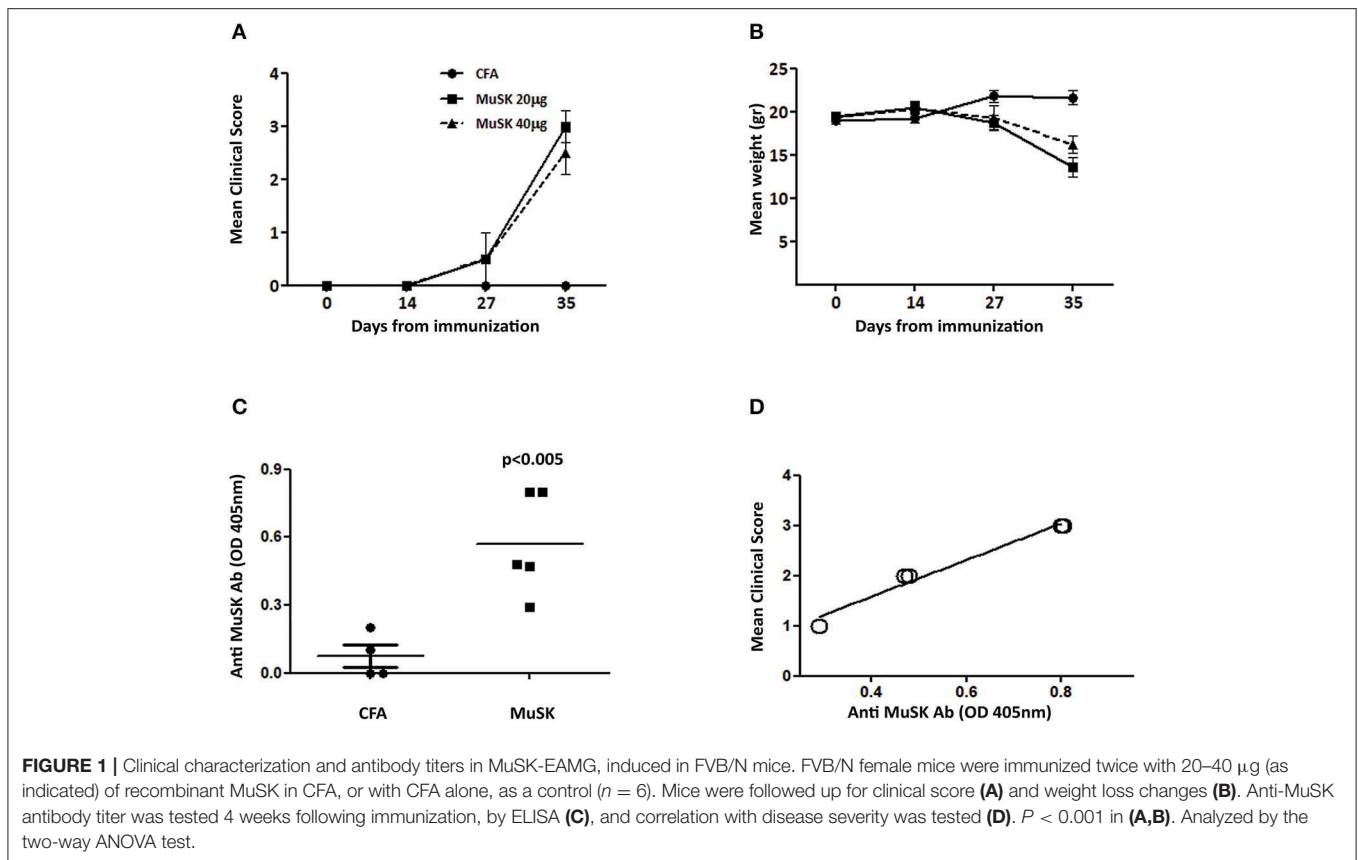 A
Mean Clinical Score
4
3
2
1
0
CFA
MuSK 20μg
MuSK 40μg
0 14 27 35
Days from immunization
B
Mean weight (gr)
25
20
15
10
5
0 14 27 35
Days from immunization
C
Anti MuSK Ab (OD 405nm)
0.9
0.6
0.3
0.0
p<0.005
CFA MuSK
D
Mean Clinical Score
4
3
2
1
0
0.4 0.6 0.8
Anti MuSK Ab (OD 405nm)
FIGURE 1 | Clinical characterization and antibody titers in MuSK-EAMG, induced in FVB/N mice. FVB/N female mice were immunized twice with 20–40 μg (as
indicated) of recombinant MuSK in CFA, or with CFA alone, as a control (n = 6). Mice were followed up for clinical score (A) and weight loss changes (B). Anti-MuSK
antibody titer was tested 4 weeks following immunization, by ELISA (C), and correlation with disease severity was tested (D). P < 0.001 in (A,B). Analyzed by the
two-way ANOVA test.